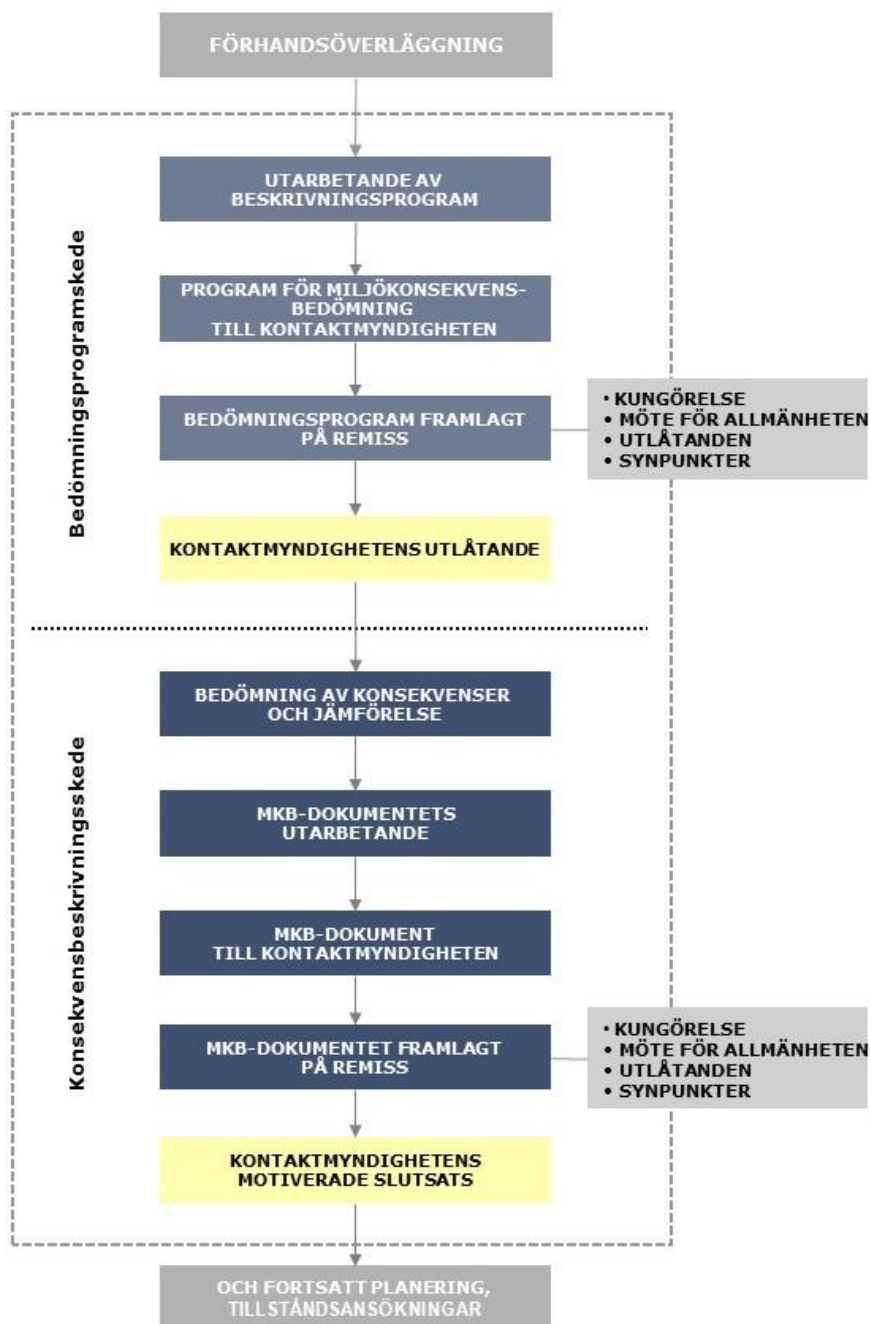 FÖRHANDSÖVERLÄGGNING
Bedömningsprogramskede
UTARBETANDE AV
BESKRIVNINGSPROGRAM
PROGRAM FÖR MILJÖKONSEKVENS-
BEDÖMNING
TILL KONTAKTMYNDIGHETEN
BEDÖMNINGSPROGRAM FRAMLAGT
PÅ REMISS
• KUNGÖRELSE
• MÖTE FÖR ALLMÄNHETEN
• UTLÅTANDEN
• SYNPUNKTER
KONTAKTMYNDIGHETENS UTLÅTANDE
Konsekvensbeskrivningsskede
BEDÖMNING AV KONSEKVENSER
OCH JÄMFÖRELSE
MKB-DOKUMENTETS
UTARBETANDE
MKB-DOKUMENT
TILL KONTAKTMYNDIGHETEN
MKB-DOKUMENTET FRAMLAGT
PÅ REMISS
• KUNGÖRELSE
• MÖTE FÖR ALLMÄNHETEN
• UTLÅTANDEN
• SYNPUNKTER
KONTAKTMYNDIGHETENS
MOTIVERADE SLUTSATS
OCH FORTSATT PLANERING,
TILLSTÅNDSANSÖKNINGAR